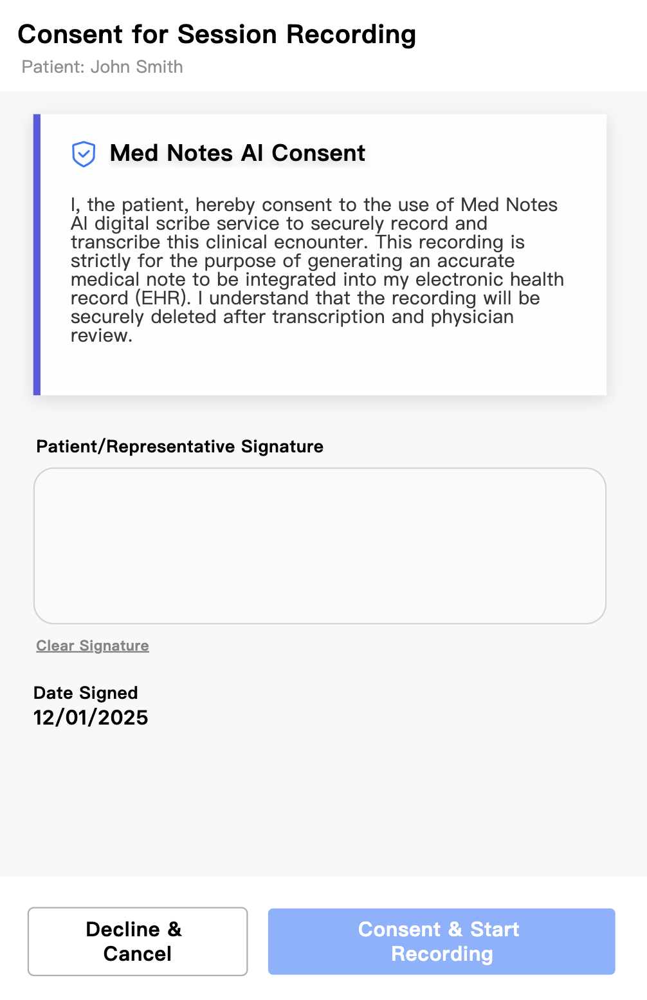 Consent for Session Recording
Patient: John Smith
Med Notes AI Consent
I, the patient, hereby consent to the use of Med Notes
AI digital scribe service to securely record and
transcribe this clinical ecnounter. This recording is
strictly for the purpose of generating an accurate
medical note to be integrated into my electronic health
record (EHR). I understand that the recording will be
securely deleted after transcription and physician
review.
Patient/Representative Signature
Clear Signature
Date Signed
12/01/2025
Decline &
Cancel
Consent & Start
Recording